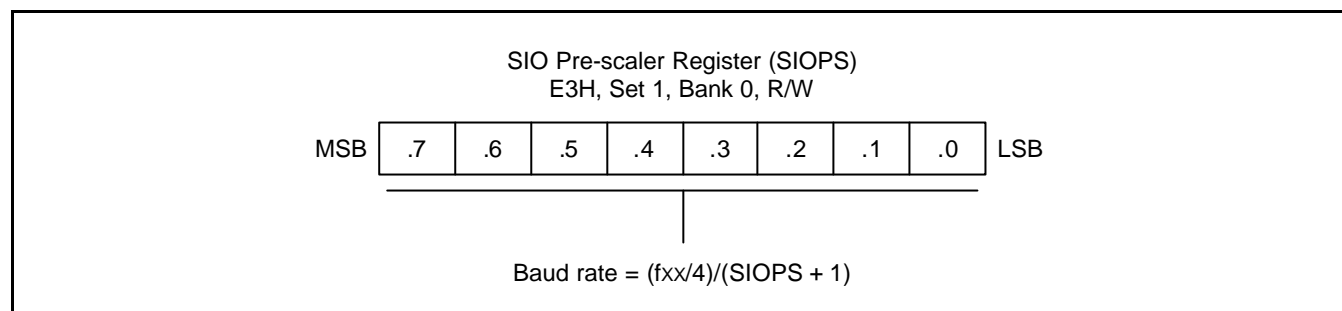 SIO Pre-scaler Register (SIOPS)
E3H, Set 1, Bank 0, R/W
MSB .7 .6 .5 .4 .3 .2 .1 .0 LSB
Baud rate = (fxx/4)/(SIOPS + 1)